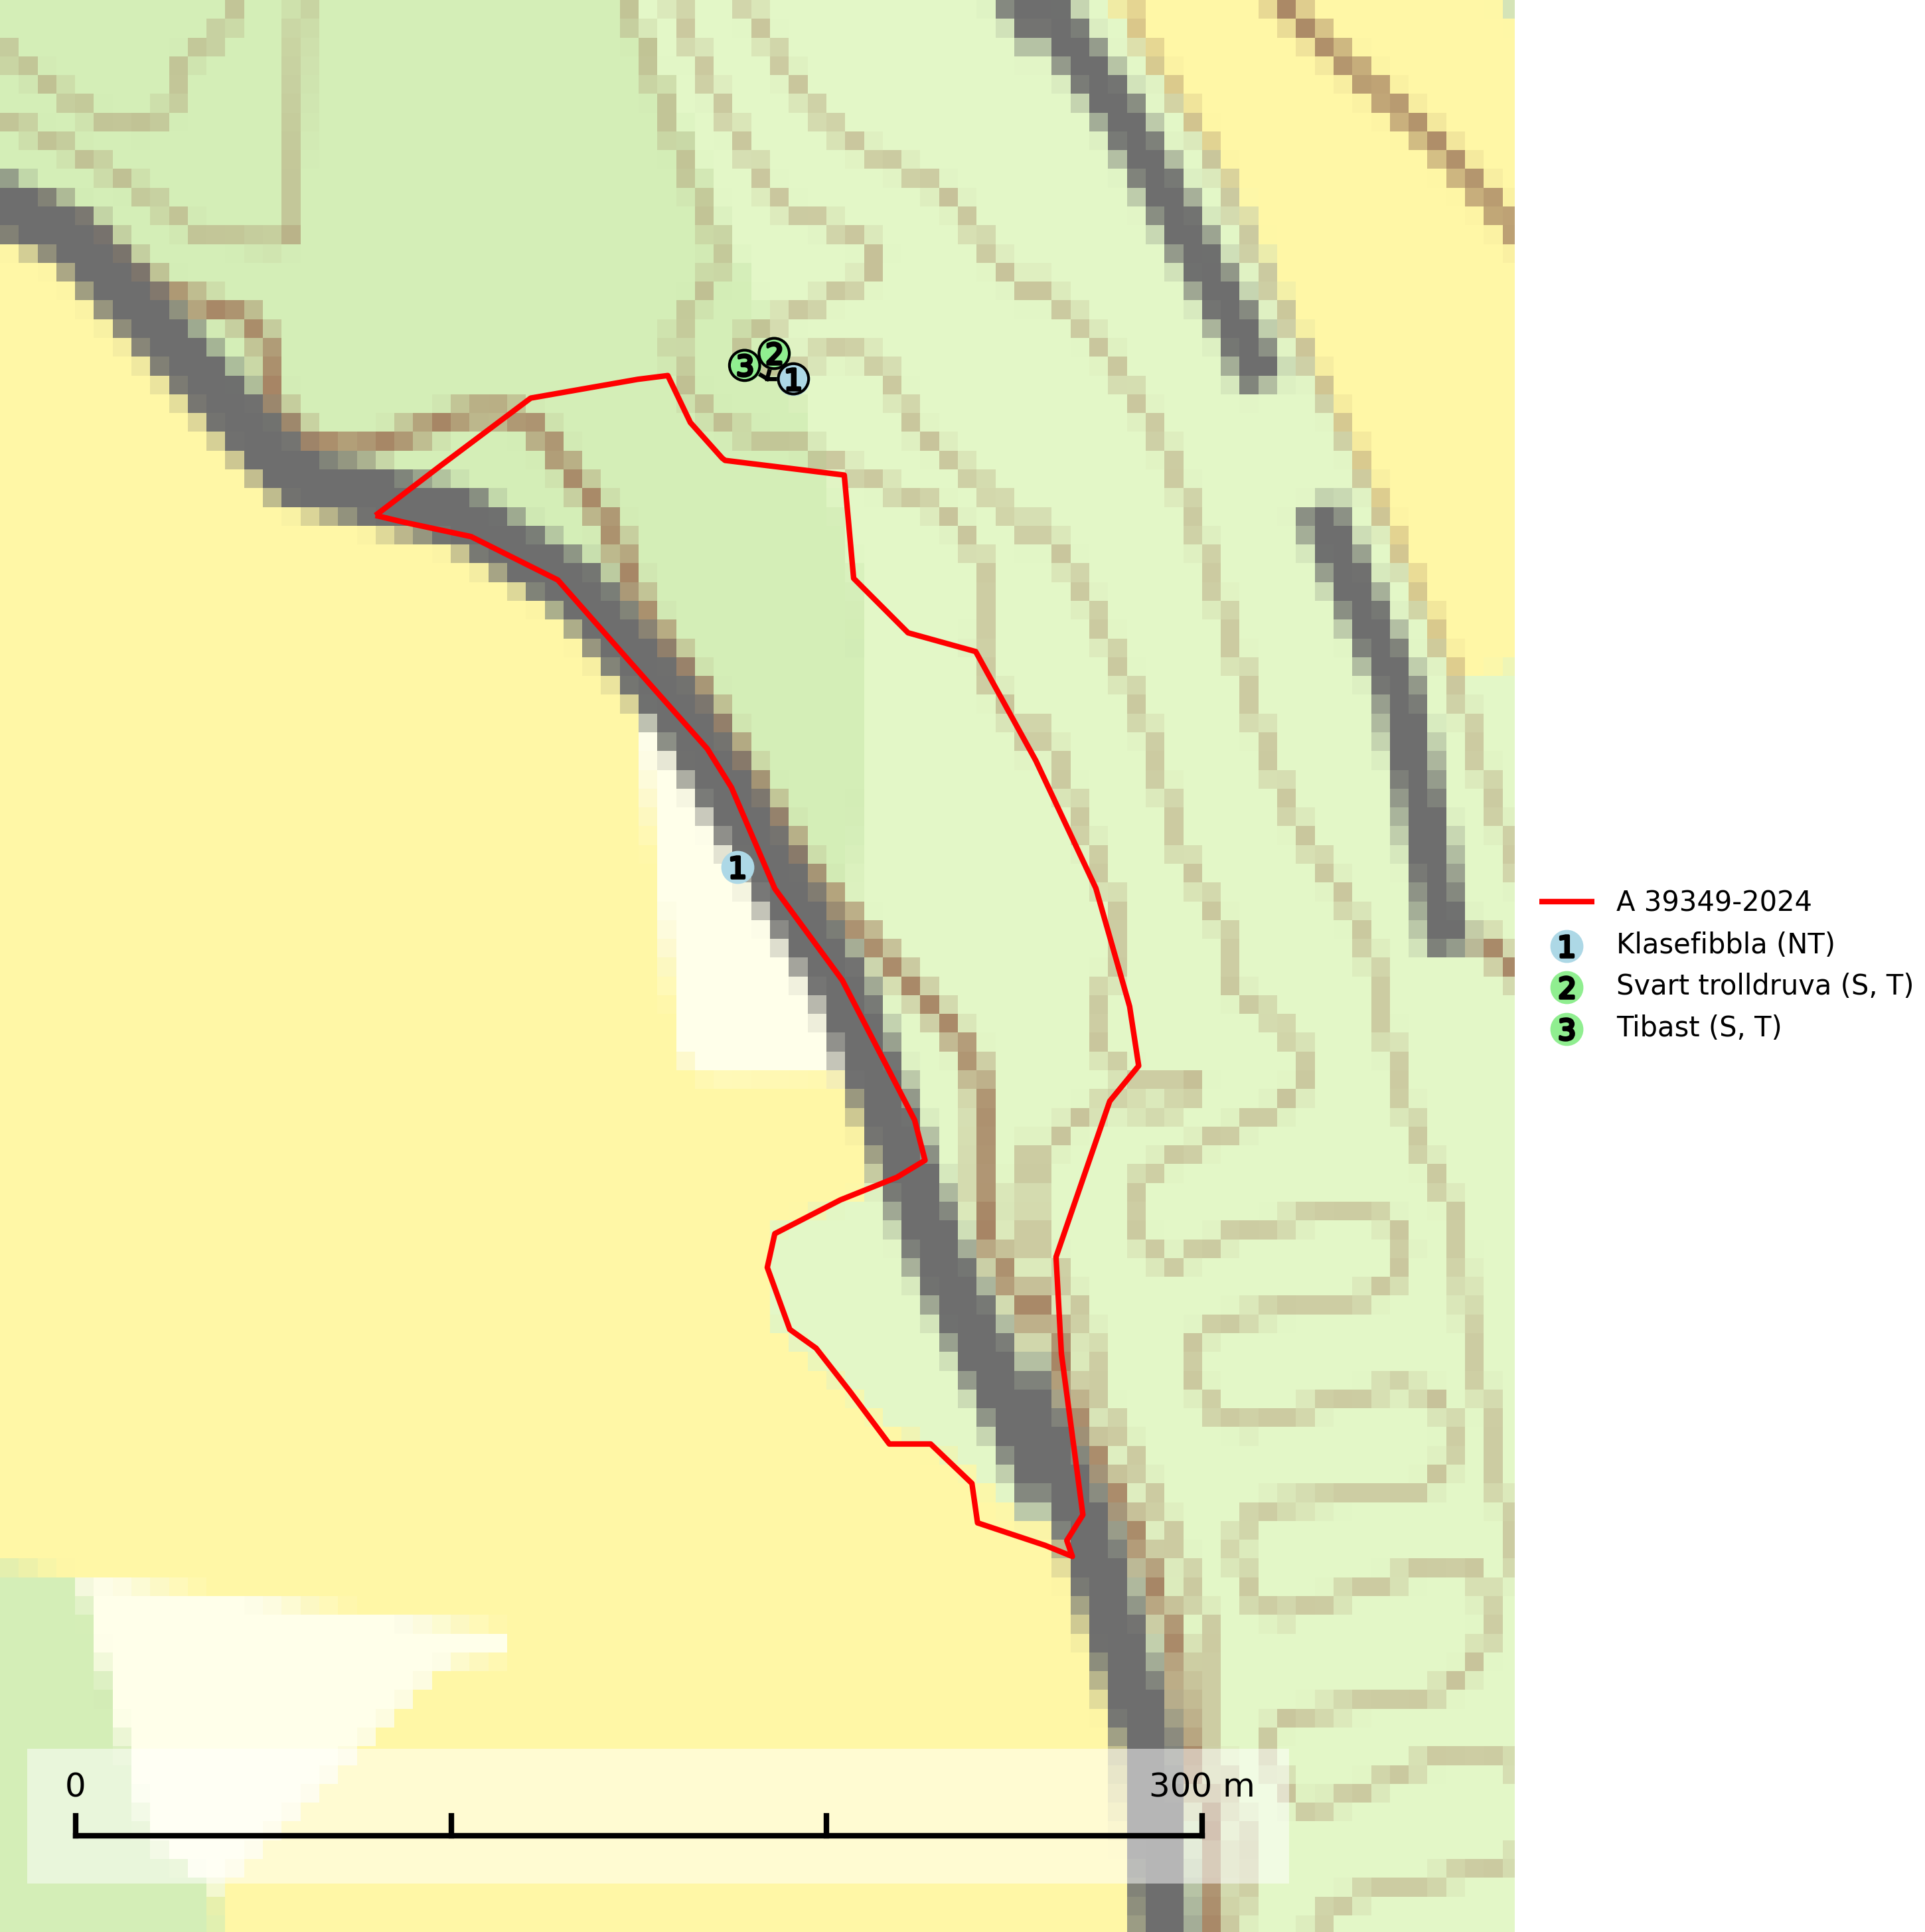 3 2
1
1
A 39349-2024
1 Klasefibbla (NT)
2 Svart trolldruva (S, T)
3 Tibast (S, T)
0 300 m